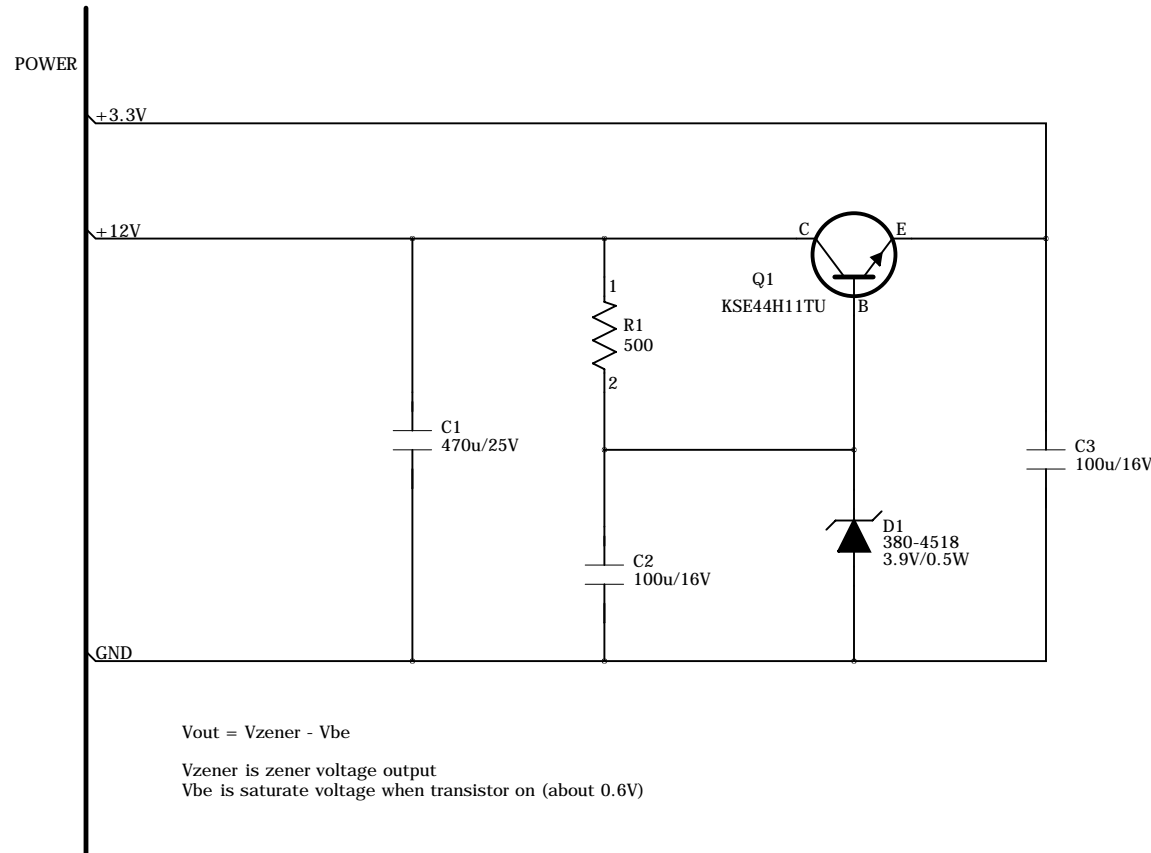 POWER
+3.3V
+12V
C
E
Q1
KSE44H11TU
B
1
R1
500
2
C1
470u/25V
C3
100u/16V
D1
380-4518
3.9V/0.5W
C2
100u/16V
GND
Vout = Vzener - Vbe
Vzener is zener voltage output
Vbe is saturate voltage when transistor on (about 0.6V)